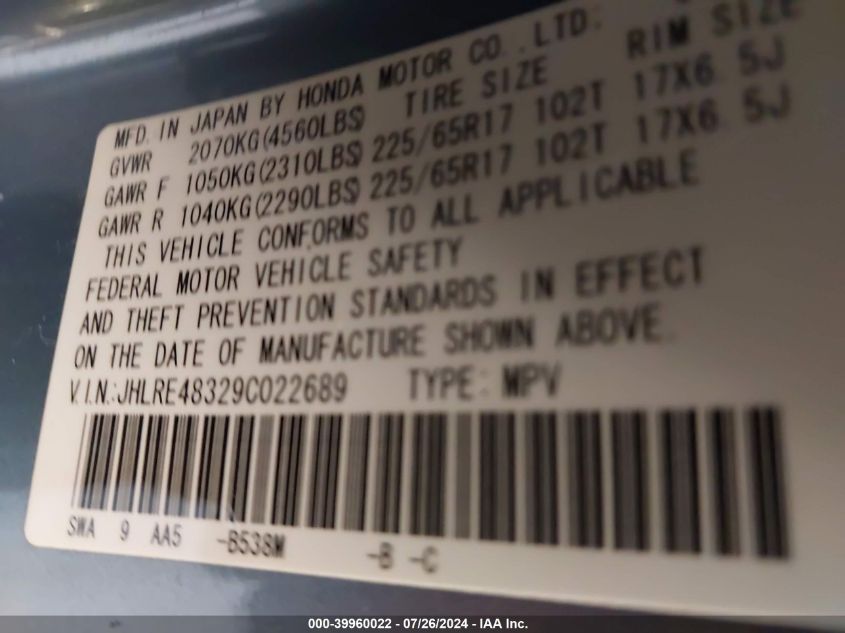 MFD. IN JAPAN BY HONDA MOTOR CO.,LTD:
TIRE SIZE RIM SIZE
GVWR 2070KG(4560LBS)
GAWR F 1050KG(2310LBS) 225/65R17 102T 17X6.5J
GAWR R 1040KG(2290LBS) 225/65R17 102T 17X6.5J
THIS VEHICLE CONFORMS TO ALL APPLICABLE
FEDERAL MOTOR VEHICLE SAFETY
AND THEFT PREVENTION STANDARDS IN EFFECT
ON THE DATE OF MANUFACTURE SHOWN ABOVE.
V.I.N.:JHLRE48329C022689 TYPE: MPV
SWA 9 AA5 -B538M -B -C
000-39960022 / 07/26/2024 - IAA Inc.